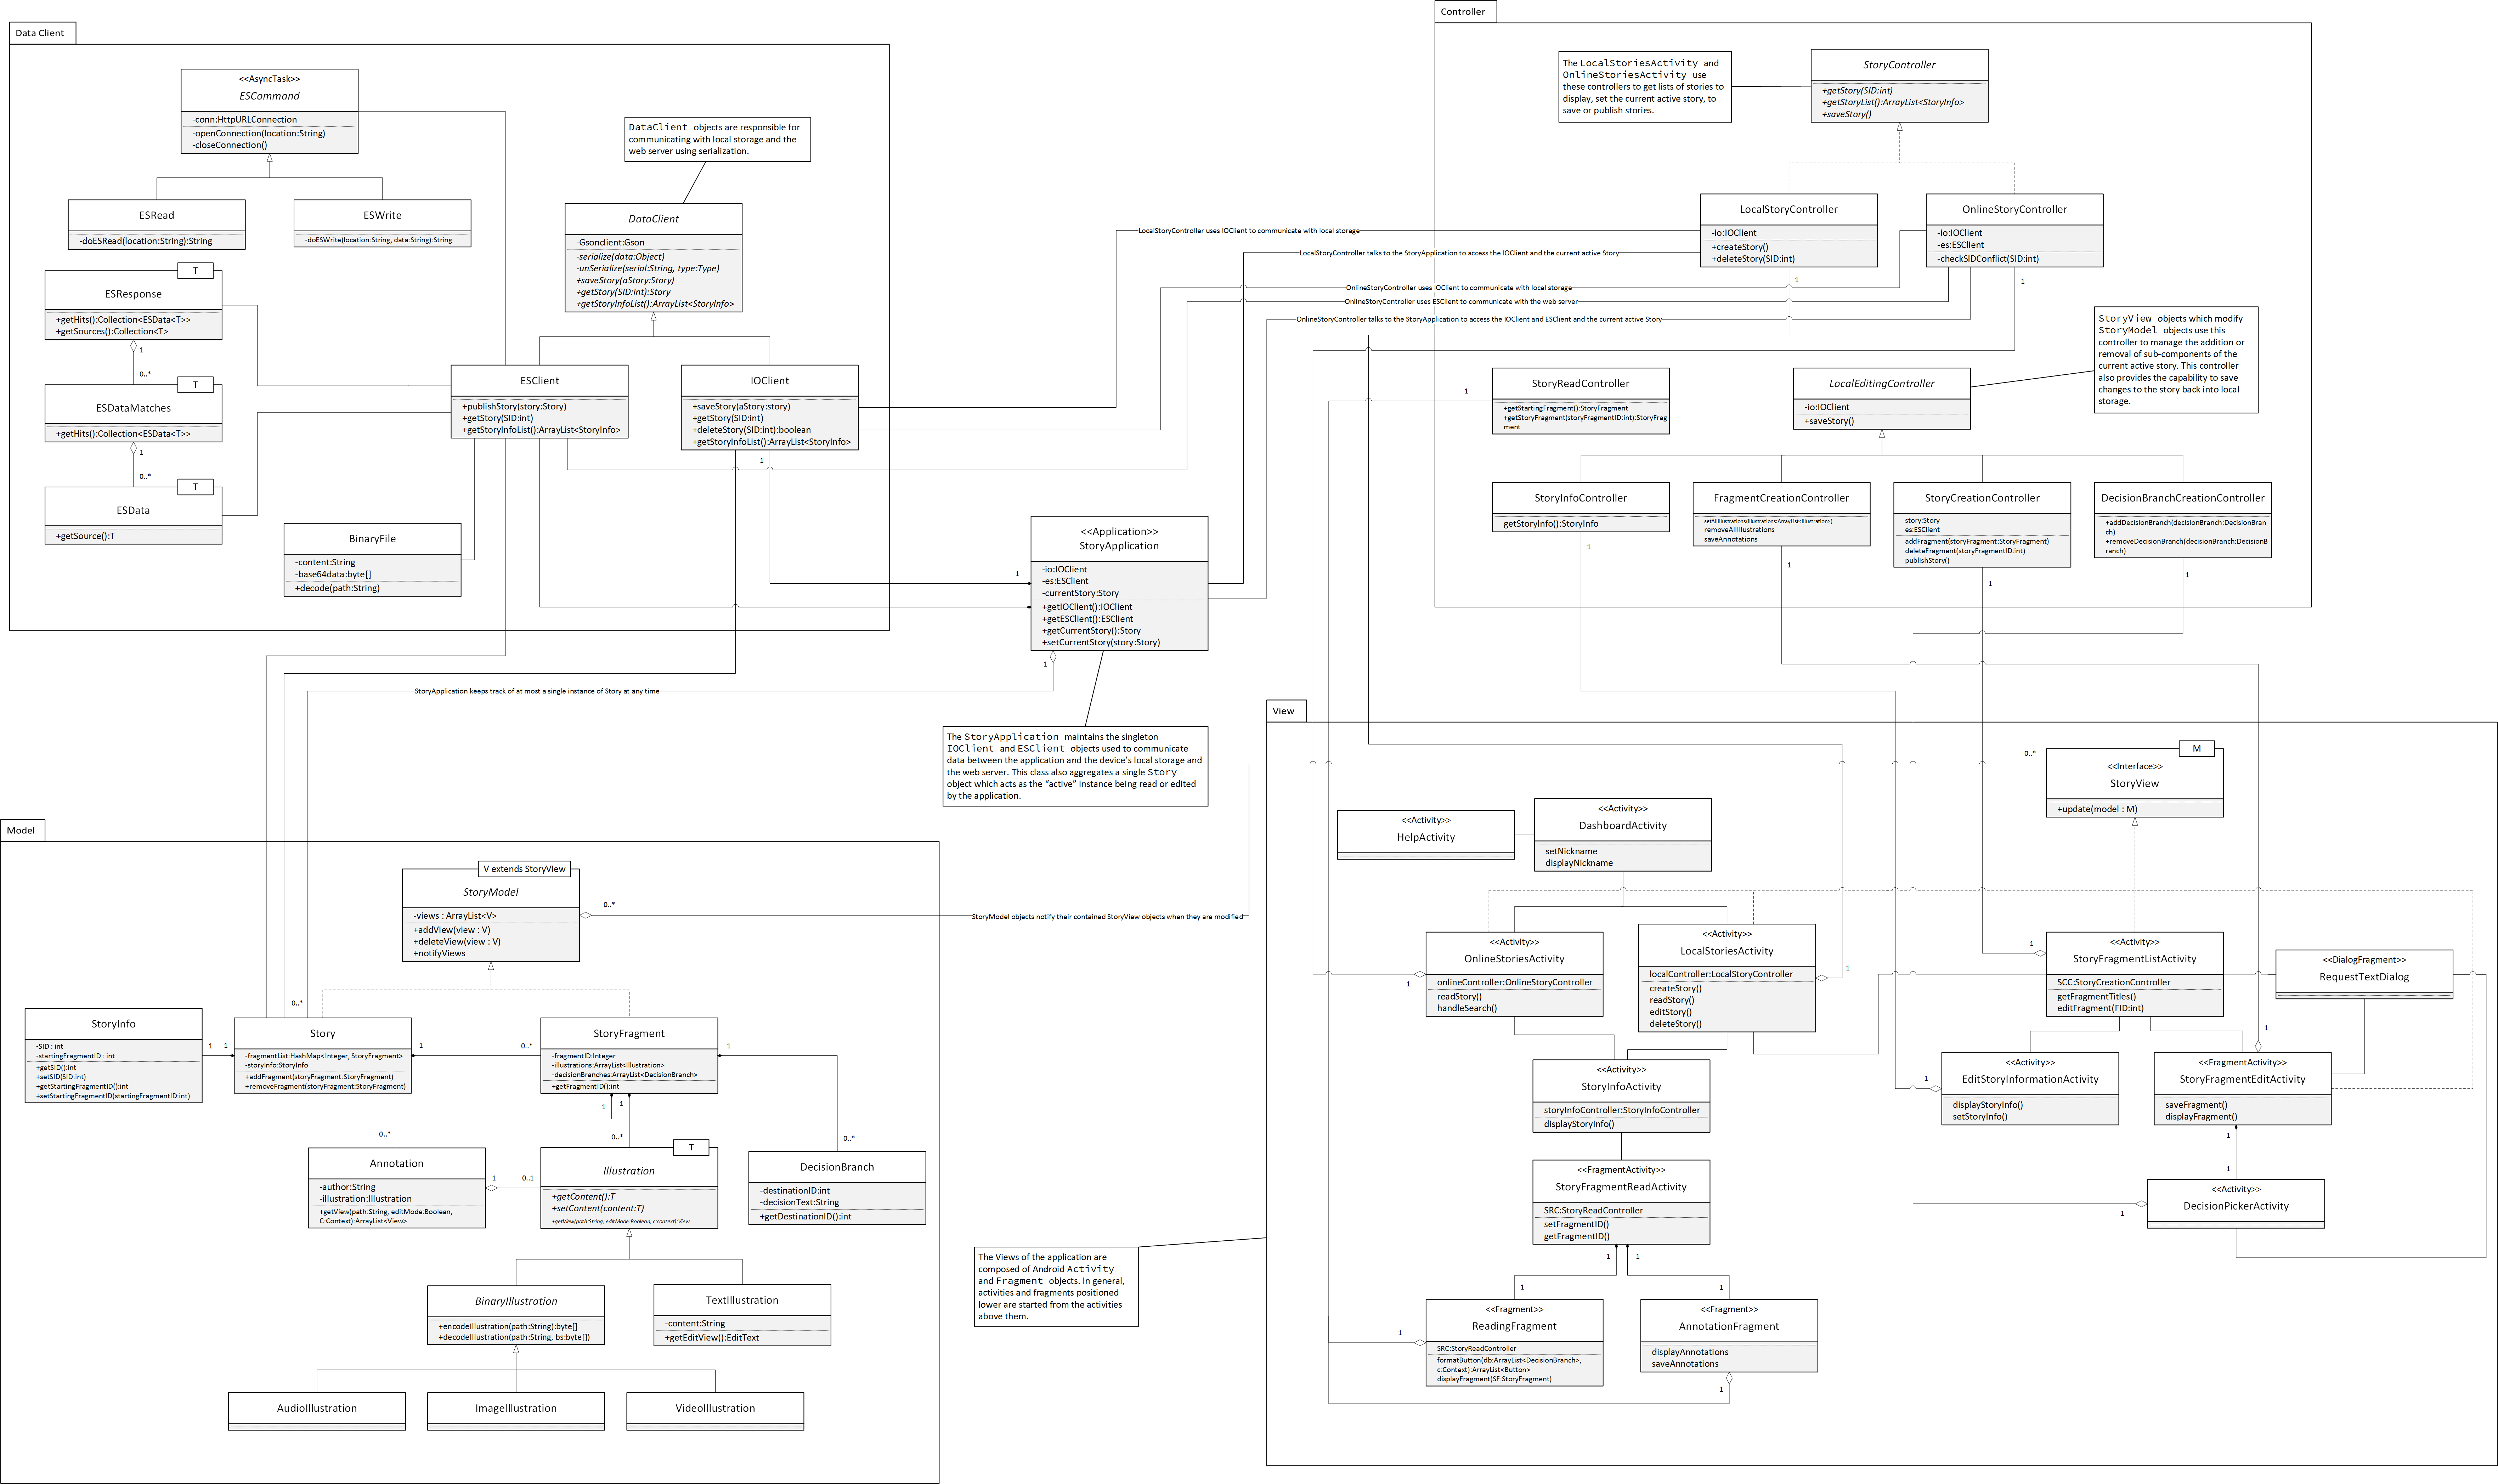 Data Client
<<AsyncTask>>
ESCommand
-conn:HttpURLConnection
-openConnection(location:String)
-closeConnection()
ESRead
-doESRead(location:String):String
ESWrite
-doESWrite(location:String, data:String):String
DataClient objects are responsible for
communicating with local storage and the
web server using serialization.
DataClient
-Gsonclient:Gson
-serialize(data:Object)
-unSerialize(serial:String, type:Type)
+saveStory(aStory:Story)
+getStory(SID:int):Story
+getStoryInfoList():ArrayList<StoryInfo>
T
ESResponse
+getHits():Collection<ESData<T>>
+getSources():Collection<T>
1
0..*
T
ESDataMatches
+getHits():Collection<ESData<T>>
1
0..*
T
ESData
+getSource():T
ESClient
+publishStory(story:Story)
+getStory(SID:int)
+getStoryInfoList():ArrayList<StoryInfo>
IOClient
+saveStory(aStory:story)
+getStory(SID:int)
+deleteStory(SID:int):boolean
+getStoryInfoList():ArrayList<StoryInfo>
1
BinaryFile
-content:String
-base64data:byte[]
+decode(path:String)
Controller
The LocalStoriesActivity and
OnlineStoriesActivity use
these controllers to get lists of stories to
display, set the current active story, to
save or publish stories.
StoryController
+getStory(SID:int)
+getStoryList():ArrayList<StoryInfo>
+saveStory()
LocalStoryController
-io:IOClient
+createStory()
+deleteStory(SID:int)
1
OnlineStoryController
-io:IOClient
-es:ESClient
-checkSIDConflict(SID:int)
1
LocalStoryController uses IOClient to communicate with local storage
LocalStoryController talks to the StoryApplication to access the IOClient and the current active Story
OnlineStoryController uses IOClient to communicate with local storage
OnlineStoryController uses ESClient to communicate with the web server
OnlineStoryController talks to the StoryApplication to access the IOClient and ESClient and the current active Story
StoryView objects which modify
StoryModel objects use this
controller to manage the addition or
removal of sub-components of the
current active story. This controller
also provides the capability to save
changes to the story back into local
storage.
1
StoryReadController
+getStartingFragment():StoryFragment
+getStoryFragment(storyFragmentID:int):StoryFrag
ment
LocalEditingController
-io:IOClient
+saveStory()
StoryInfoController
getStoryInfo():StoryInfo
1
FragmentCreationController
setAllIllustrations(illustrations:ArrayList<Illustration>)
removeAllIllustrations
saveAnnotations
1
StoryCreationController
story:Story
es:ESClient
addFragment(storyFragment:StoryFragment)
deleteFragment(storyFragmentID:int)
publishStory()
1
DecisionBranchCreationController
+addDecisionBranch(decisionBranch:DecisionBran
ch)
+removeDecisionBranch(decisionBranch:DecisionB
ranch)
1
<<Application>>
StoryApplication
-io:IOClient
-es:ESClient
-currentStory:Story
+getIOClient():IOClient
+getESClient():ESClient
+getCurrentStory():Story
+setCurrentStory(story:Story)
1
1
StoryApplication keeps track of at most a single instance of Story at any time
The StoryApplication maintains the singleton
IOClient and ESClient objects used to communicate
data between the application and the device's local storage and
the web server. This class also aggregates a single Story
object which acts as the "active" instance being read or edited
by the application.
Model
V extends StoryView
StoryModel
-views : ArrayList<V>
+addView(view : V)
+deleteView(view : V)
+notifyViews
0..*
StoryModel objects notify their contained StoryView objects when they are modified
0..*
StoryInfo
-SID : int
-startingFragmentID : int
+getSID():int
+setSID(SID:int)
+getStartingFragmentID():int
+setStartingFragmentID(startingFragmentID:int)
1
1
Story
-fragmentList:HashMap<Integer, StoryFragment>
-storyInfo:StoryInfo
+addFragment(storyFragment:StoryFragment)
+removeFragment(storyFragment:StoryFragment)
1
0..*
StoryFragment
-fragmentID:Integer
-illustrations:ArrayList<Illustration>
-decisionBranches:ArrayList<DecisionBranch>
+getFragmentID():int
1
1
1
0..*
0..*
0..*
Annotation
-author:String
-illustration:Illustration
+getView(path:String, editMode:Boolean,
C:Context):ArrayList<View>
1
0..1
T
Illustration
+getContent():T
+setContent(content:T)
+getView(path:String, editMode:Boolean, c:context):View
DecisionBranch
-destinationID:int
-decisionText:String
+getDestinationID():int
BinaryIllustration
+encodeIllustration(path:String):byte[]
+decodeIllustration(path:String, bs:byte[])
TextIllustration
-content:String
+getEditView():EditText
AudioIllustration
ImageIllustration
VideoIllustration
View
0..*
M
<<Interface>>
StoryView
+update(model : M)
<<Activity>>
HelpActivity
<<Activity>>
DashboardActivity
setNickname
displayNickname
<<Activity>>
OnlineStoriesActivity
onlineController:OnlineStoryController
readStory()
handleSearch()
1
<<Activity>>
LocalStoriesActivity
localController:LocalStoryController
createStory()
readStory()
editStory()
deleteStory()
1
<<Activity>>
StoryFragmentListActivity
SCC:StoryCreationController
getFragmentTitles()
editFragment(FID:int)
1
<<DialogFragment>>
RequestTextDialog
<<Activity>>
StoryInfoActivity
storyInfoController:StoryInfoController
displayStoryInfo()
1
<<Activity>>
EditStoryInformationActivity
displayStoryInfo()
setStoryInfo()
1
<<FragmentActivity>>
StoryFragmentEditActivity
saveFragment()
displayFragment()
1
1
<<Activity>>
DecisionPickerActivity
1
<<FragmentActivity>>
StoryFragmentReadActivity
SRC:StoryReadController
setFragmentID()
getFragmentID()
1
1
1
1
The Views of the application are
composed of Android Activity
and Fragment objects. In general,
activities and fragments positioned
lower are started from the activities
above them.
1
<<Fragment>>
ReadingFragment
SRC:StoryReadController
formatButton(db:ArrayList<DecisionBranch>,
c:Context):ArrayList<Button>
displayFragment(SF:StoryFragment)
<<Fragment>>
AnnotationFragment
displayAnnotations
saveAnnotations
1